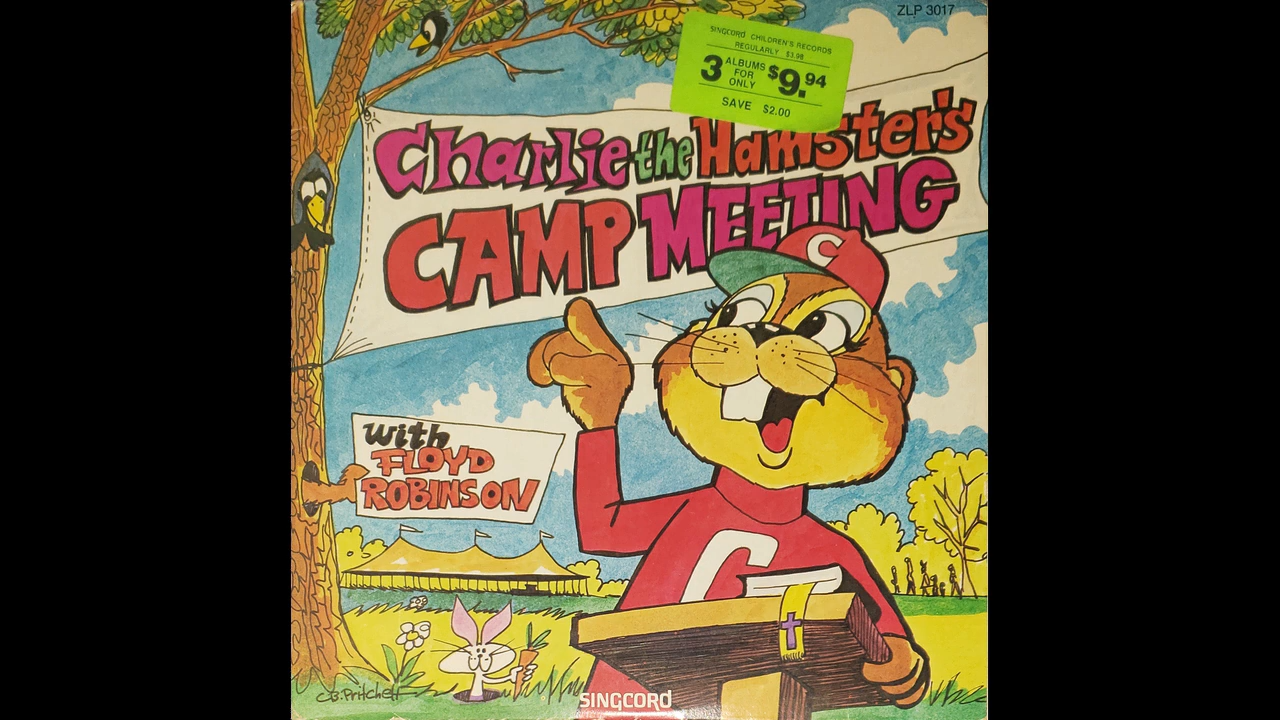 ZLP 3017
SINGCORD CHILDREN'S RECORDS
REGULARLY $3.98
3 ALBUMS FOR ONLY $9.94
SAVE $2.00
Charlie the Hamster's
CAMP MEETING
C
with
FLOYD
ROBINSON
C
C.B. Pritchett
SINGCORD